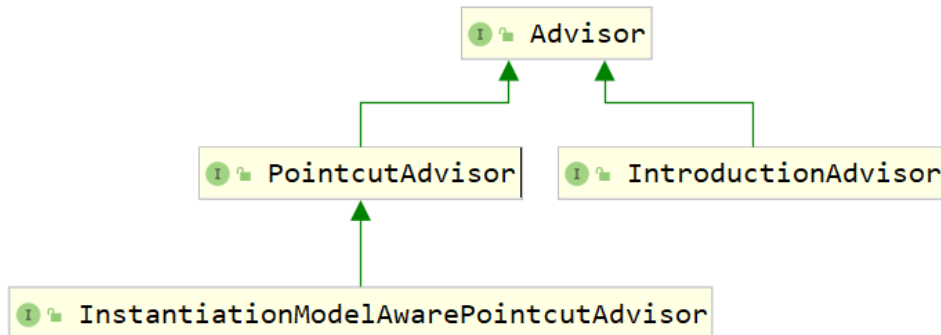 I Advisor
I PointcutAdvisor
I IntroductionAdvisor
I InstantiationModelAwarePointcutAdvisor